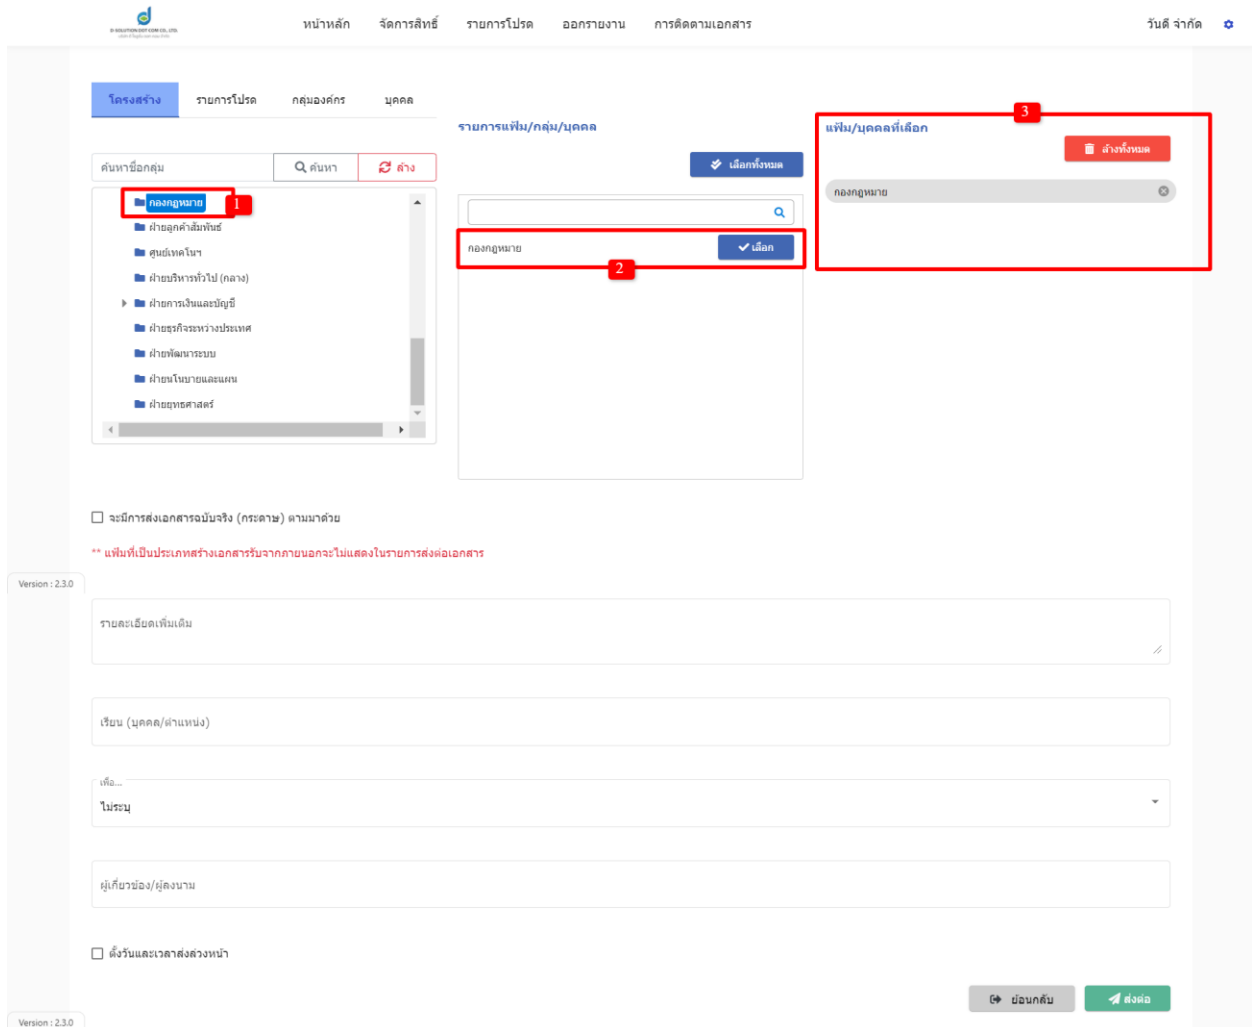 D-SOLUTION DOT COM CO., LTD.
หน้าหลัก จัดการสิทธิ์ รายการโปรด ออกรายงาน การติดตามเอกสาร วันดี จ่ากัด
โครงสร้าง รายการโปรด กลุ่มองค์กร บุคคล
รายการแฟ้ม/กลุ่ม/บุคคล
3
แฟ้ม/บุคคลที่เลือก
ล้างทั้งหมด
ค้นหาชื่อกลุ่ม ค้นหา ล้าง
เลือกทั้งหมด
กองกฎหมาย 1
กองกฎหมาย
ฝ่ายลูกค้าสัมพันธ์
ศูนย์เทคโนฯ
กองกฎหมาย เลือก
2
ฝ่ายบริหารทั่วไป (กลาง)
ฝ่ายการเงินและบัญชี
ฝ่ายธุรกิจระหว่างประเทศ
ฝ่ายพัฒนาระบบ
ฝ่ายนโนบายและแผน
ฝ่ายยุทธศาสตร์
จะมีการส่งเอกสารฉบับจริง (กระดาษ) ตามมาด้วย
** แฟ้มที่เป็นประเภทสร้างเอกสารรับจากภายนอกจะไม่แสดงในรายการส่งต่อเอกสาร
Version : 2.3.0
รายละเอียดเพิ่มเติม
เรียน (บุคคล/ตำแหน่ง)
เพื่อ...
ไม่ระบุ
ผู้เกี่ยวข้อง/ผู้ลงนาม
ตั้งวันและเวลาส่งล่วงหน้า
ย้อนกลับ ส่งต่อ
Version : 2.3.0